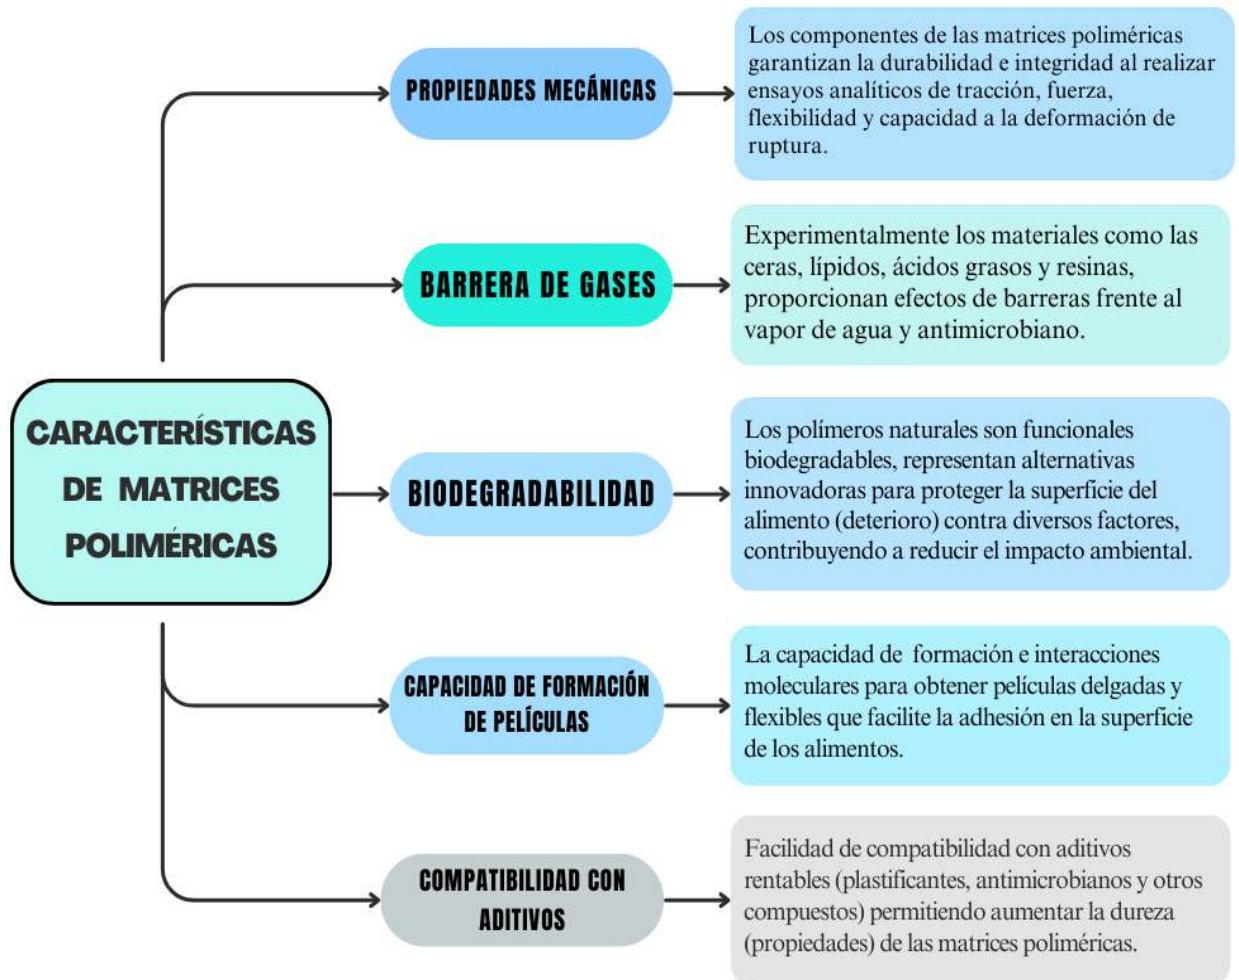 CARACTERÍSTICAS
DE MATRICES
POLIMÉRICAS
PROPIEDADES MECÁNICAS
Los componentes de las matrices poliméricas
garantizan la durabilidad e integridad al realizar
ensayos analíticos de tracción, fuerza,
flexibilidad y capacidad a la deformación de
ruptura.
BARRERA DE GASES
Experimentalmente los materiales como las
ceras, lípidos, ácidos grasos y resinas,
proporcionan efectos de barreras frente al
vapor de agua y antimicrobiano.
BIODEGRADABILIDAD
Los polímeros naturales son funcionales
biodegradables, representan alternativas
innovadoras para proteger la superficie del
alimento (deterioro) contra diversos factores,
contribuyendo a reducir el impacto ambiental.
CAPACIDAD DE FORMACIÓN
DE PELÍCULAS
La capacidad de formación e interacciones
moleculares para obtener películas delgadas y
flexibles que facilite la adhesión en la superficie
de los alimentos.
COMPATIBILIDAD CON
ADITIVOS
Facilidad de compatibilidad con aditivos
rentables (plastificantes, antimicrobianos y otros
compuestos) permitiendo aumentar la dureza
(propiedades) de las matrices poliméricas.